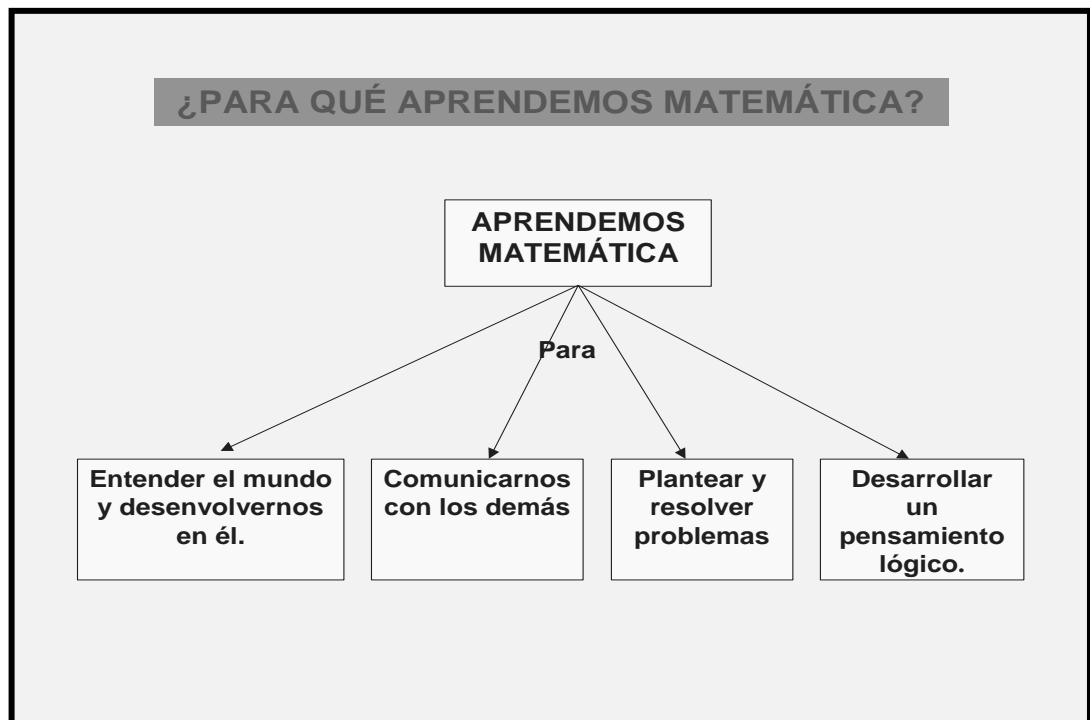 ¿PARA QUÉ APRENDEMOS MATEMÁTICA?
APRENDEMOS
MATEMÁTICA
Para
Entender el mundo
y desenvolvernos
en él.
Comunicarnos
con los demás
Plantear y
resolver
problemas
Desarrollar
un
pensamiento
lógico.